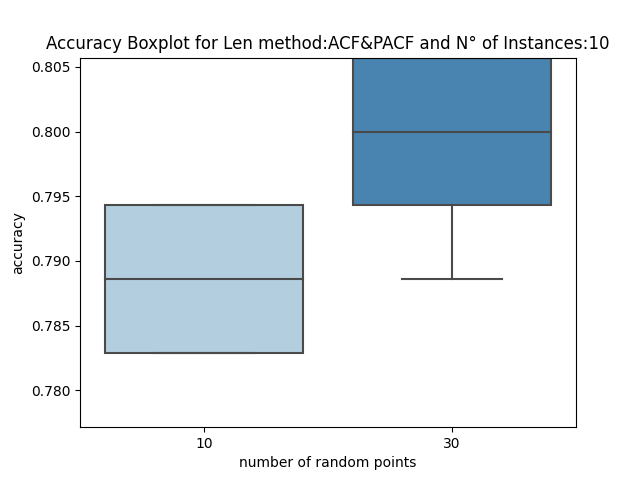 Accuracy Boxplot for Len method:ACF&PACF and N° of Instances:10
0.805
0.800
0.795
0.790
0.785
0.780
accuracy
10 30
number of random points